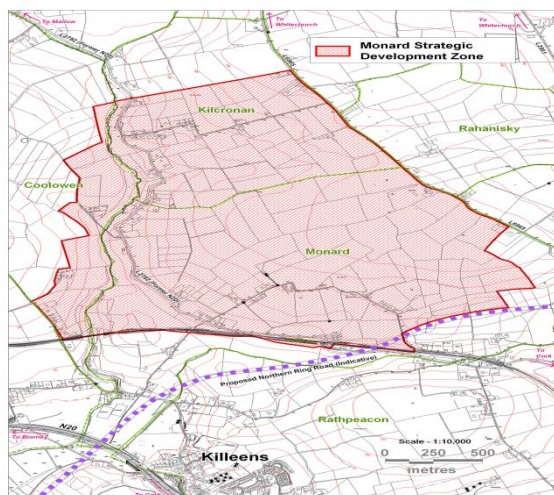 To Mallow
To
Whitechurch
To
Whitechurch
Monard Strategic
Development Zone
Kilcronan
Rahanisky
Coolowen
Monard
Proposed Northern Ring Road (indicative)
To
Cork
Rathpeacon
N20
To Blarney
Killeens
Scale - 1:10,000
0 250 500
metres